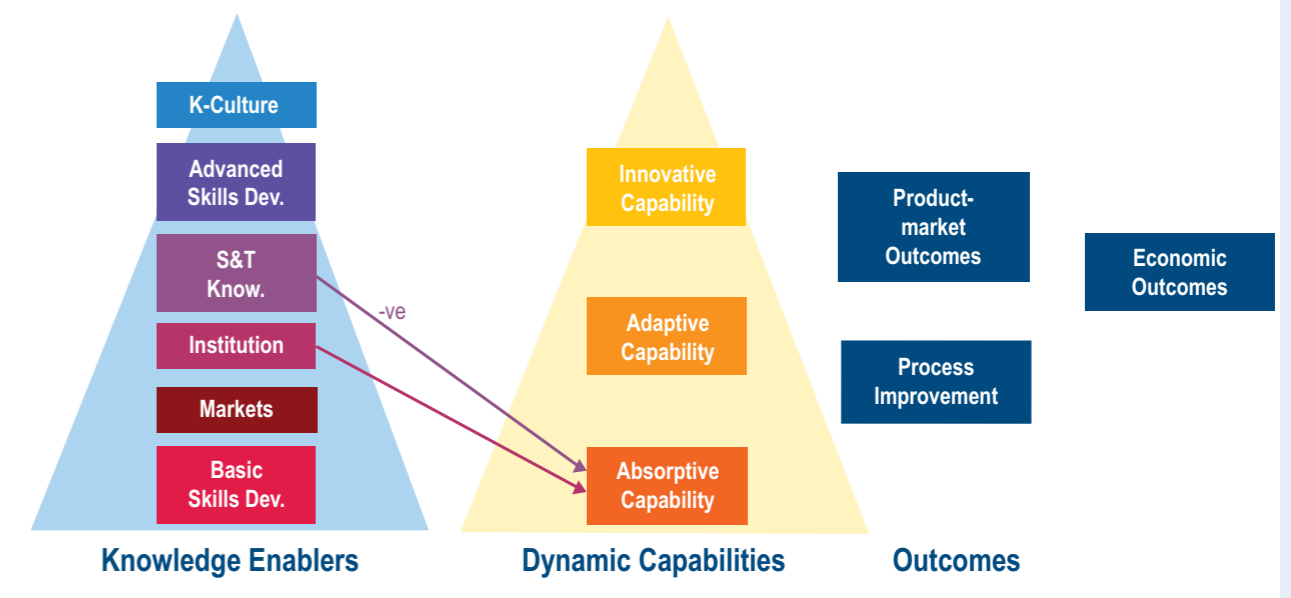 K-Culture
Advanced
Skills Dev.
S&T
Know.
Institution
Markets
Basic
Skills Dev.
Knowledge Enablers
-ve
Innovative
Capability
Adaptive
Capability
Absorptive
Capability
Dynamic Capabilities
Product-
market
Outcomes
Process
Improvement
Economic
Outcomes
Outcomes